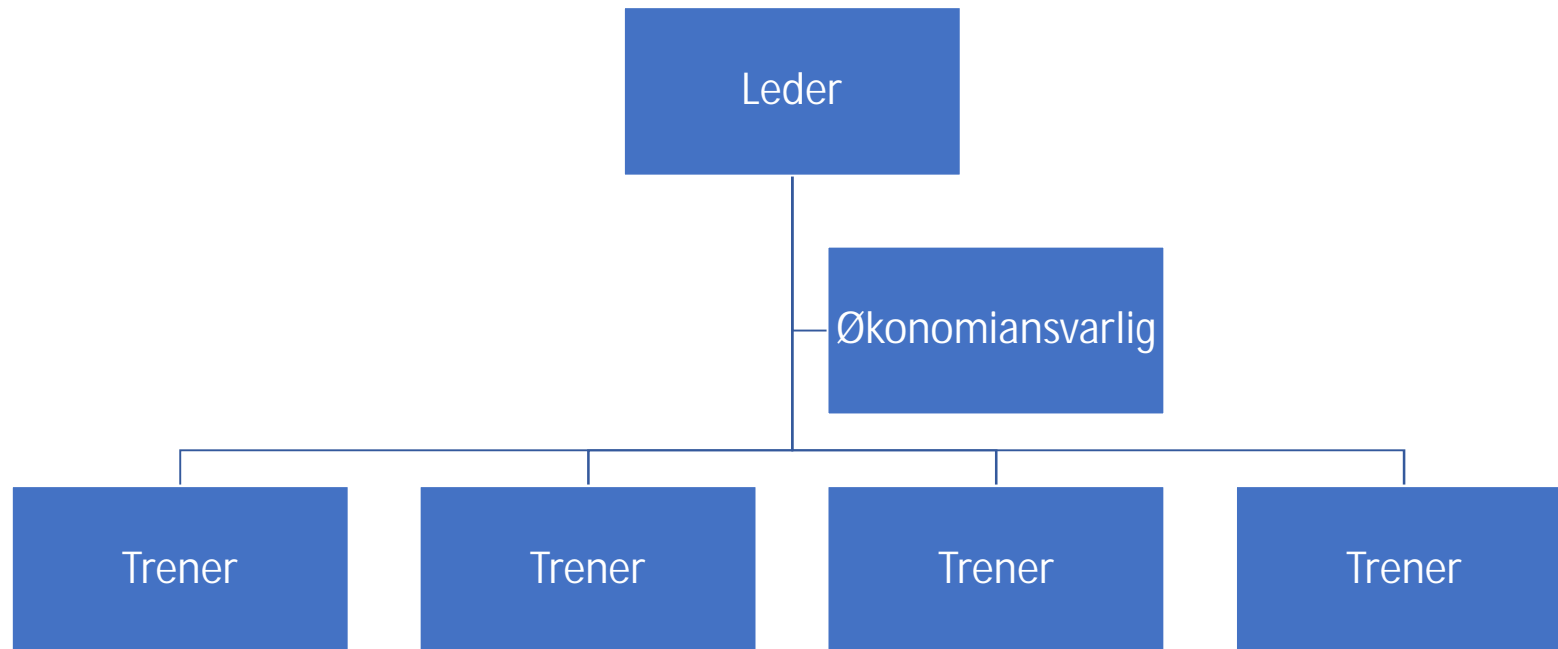 Leder
Økonomiansvarlig
Trener
Trener
Trener
Trener